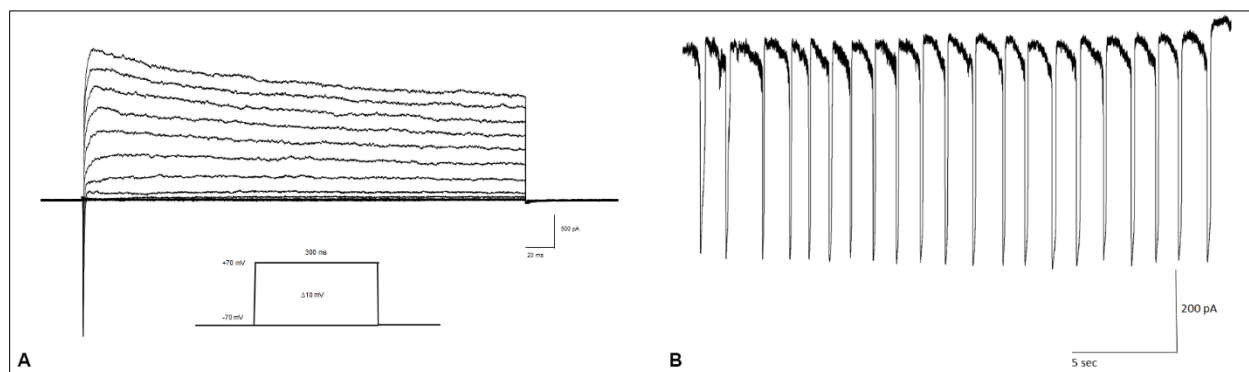 500 pA
20 ms
300 ms
+70 mV
Δ10 mV
-70 mV
A
200 pA
5 sec
B